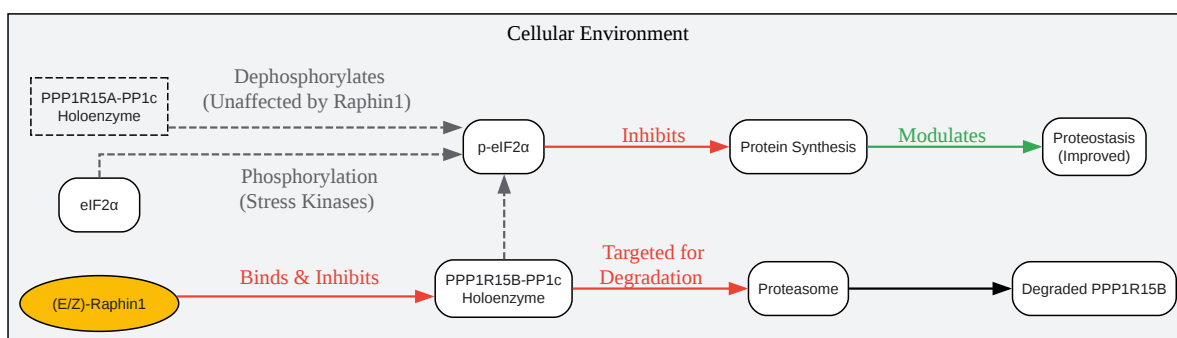 Cellular Environment
PPP1R15A-PP1c
Holoenzyme
Dephosphorylates
(Unaffected by Raphin1)
p-eIF2α
Inhibits
Protein Synthesis
Modulates
Proteostasis
(Improved)
Phosphorylation
(Stress Kinases)
eIF2α
(E/Z)-Raphin1
Binds & Inhibits
PPP1R15B-PP1c
Holoenzyme
Targeted for
Degradation
Proteasome
Degraded PPP1R15B